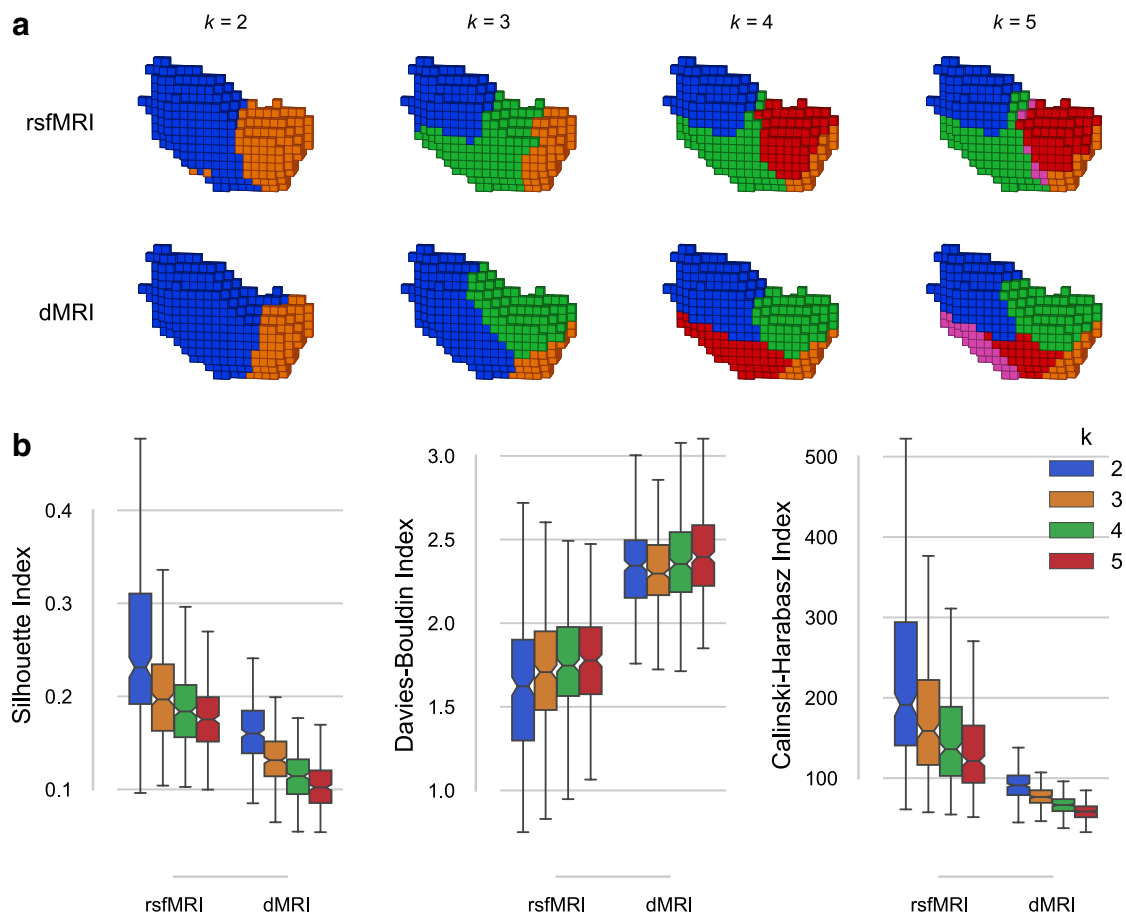 a
k = 2
k = 3
k = 4
k = 5
rsfMRI
dMRI
b
Silhouette Index
0.4
0.3
0.2
0.1
rsfMRI
dMRI
Davies-Bouldin Index
3.0
2.5
2.0
1.5
1.0
rsfMRI
dMRI
Calinski-Harabasz Index
500
400
300
200
100
rsfMRI
dMRI
k
2
3
4
5